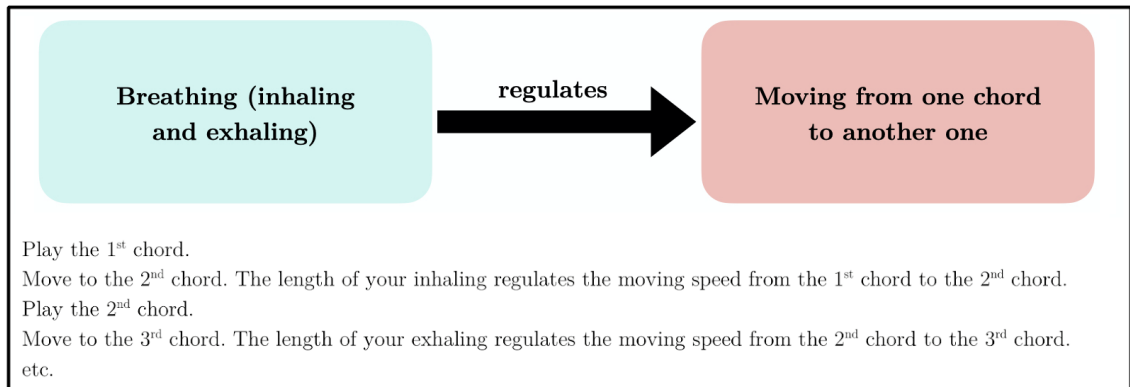 Breathing (inhaling
and exhaling)
regulates
Moving from one chord
to another one
Play the 1st chord.
Move to the 2nd chord. The length of your inhaling regulates the moving speed from the 1st chord to the 2nd chord.
Play the 2nd chord.
Move to the 3rd chord. The length of your exhaling regulates the moving speed from the 2nd chord to the 3rd chord.
etc.